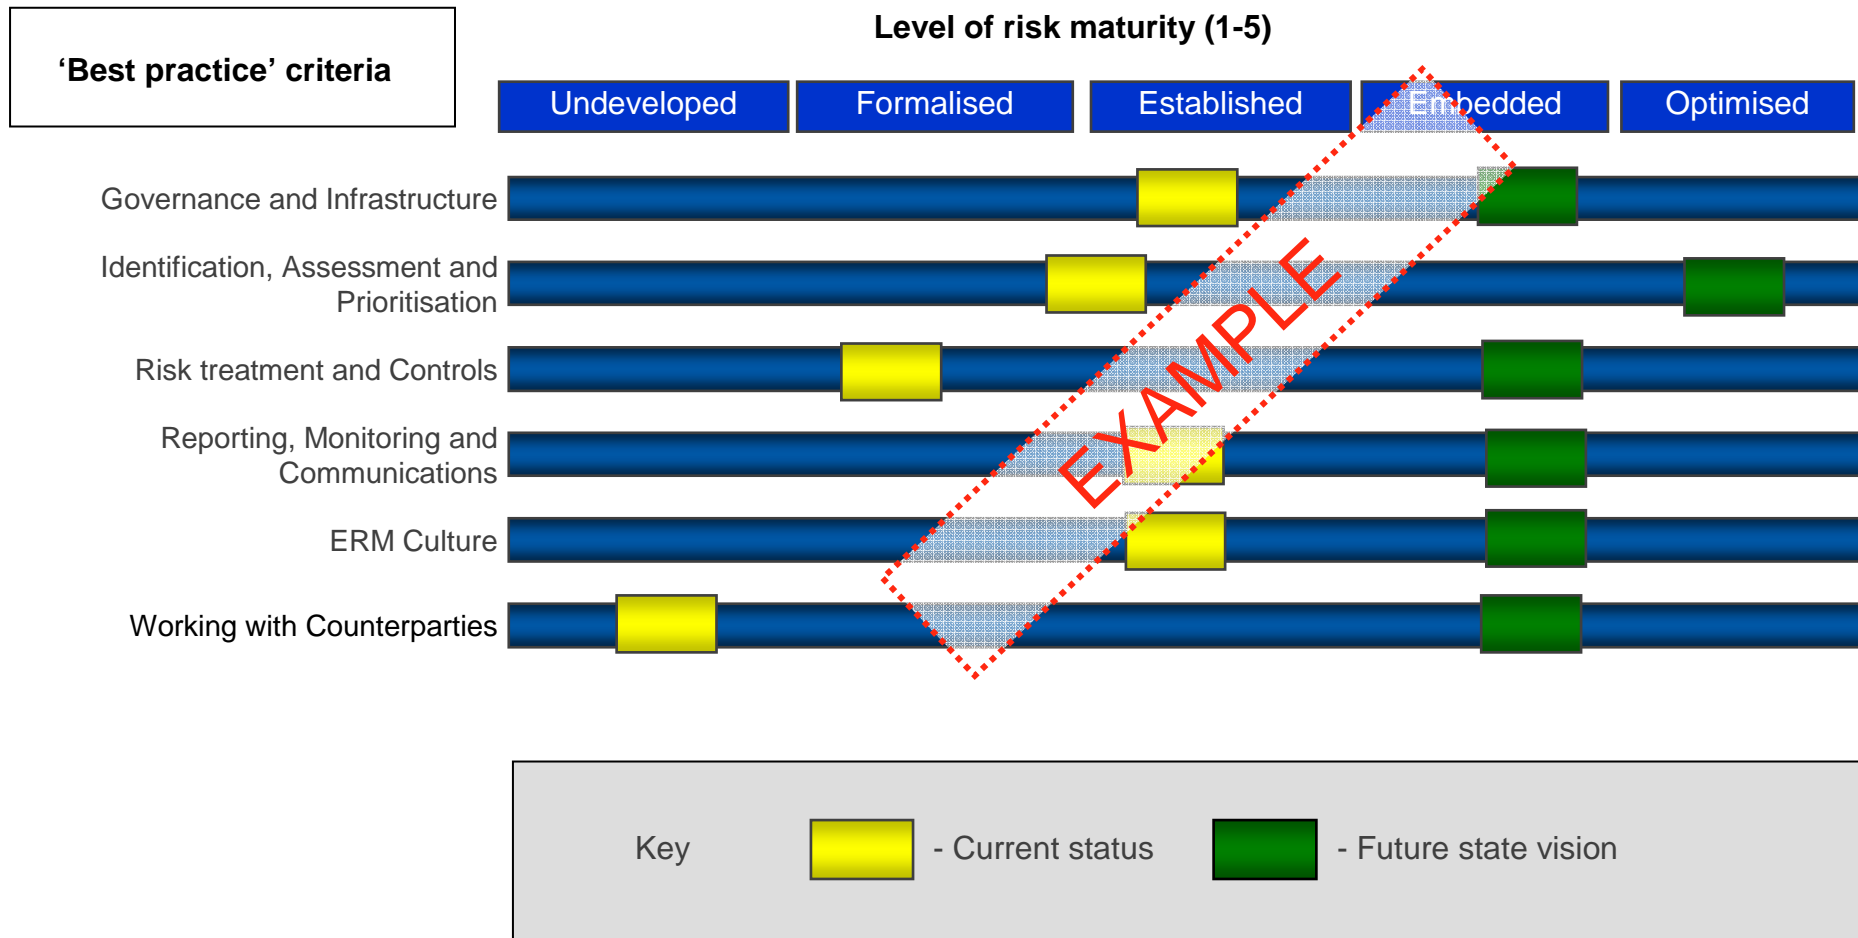 Level of risk maturity (1-5)
‘Best practice’ criteria
Undeveloped
Formalised
Established
Embedded
Optimised
Governance and Infrastructure
Identification, Assessment and
Prioritisation
Risk treatment and Controls
Reporting, Monitoring and
Communications
ERM Culture
Working with Counterparties
EXAMPLE
Key
- Current status
- Future state vision